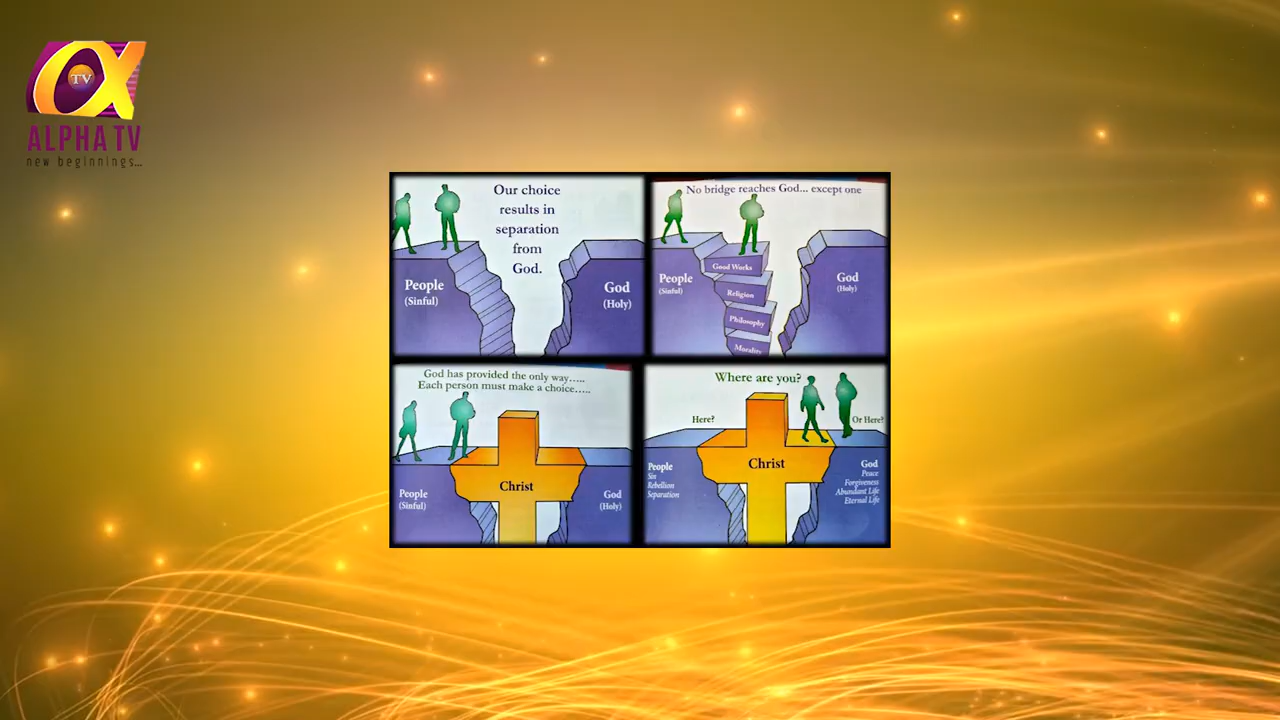 TV
ALPHA TV
new beginnings...
Our choice
results in
separation
from
God.
People
(Sinful)
God
(Holy)
No bridge reaches God... except one
People
(Sinful)
Good Works
Religion
Philosophy
Morality
God
(Holy)
God has provided the only way.....
Each person must make a choice.....
People
(Sinful)
Christ
God
(Holy)
Where are you?
Here?
Or Here?
People
Sin
Rebellion
Separation
Christ
God
Peace
Forgiveness
Abundant Life
Eternal Life